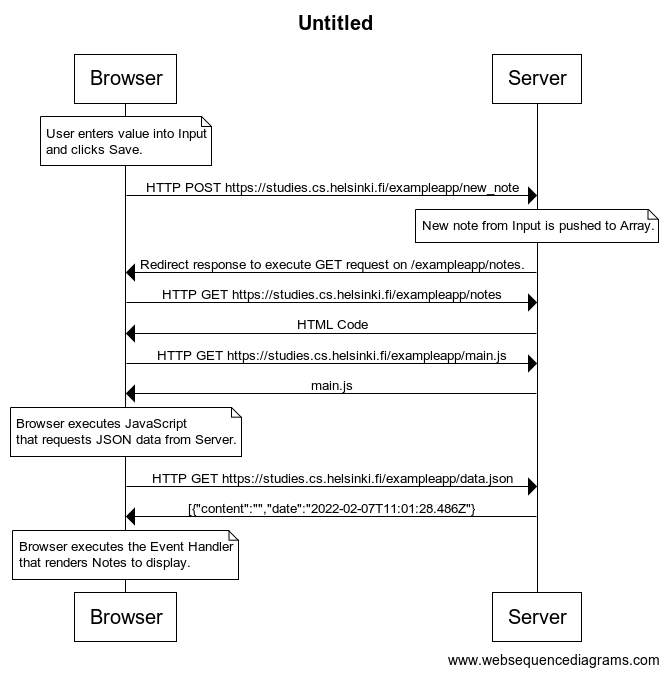 Untitled
Browser
Server
User enters value into Input
and clicks Save.
HTTP POST https://studies.cs.helsinki.fi/exampleapp/new_note
New note from Input is pushed to Array.
Redirect response to execute GET request on /exampleapp/notes.
HTTP GET https://studies.cs.helsinki.fi/exampleapp/notes
HTML Code
HTTP GET https://studies.cs.helsinki.fi/exampleapp/main.js
main.js
Browser executes JavaScript
that requests JSON data from Server.
HTTP GET https://studies.cs.helsinki.fi/exampleapp/data.json
[{"content":"","date":"2022-02-07T11:01:28.486Z"}
Browser executes the Event Handler
that renders Notes to display.
Browser
Server
www.websequencediagrams.com